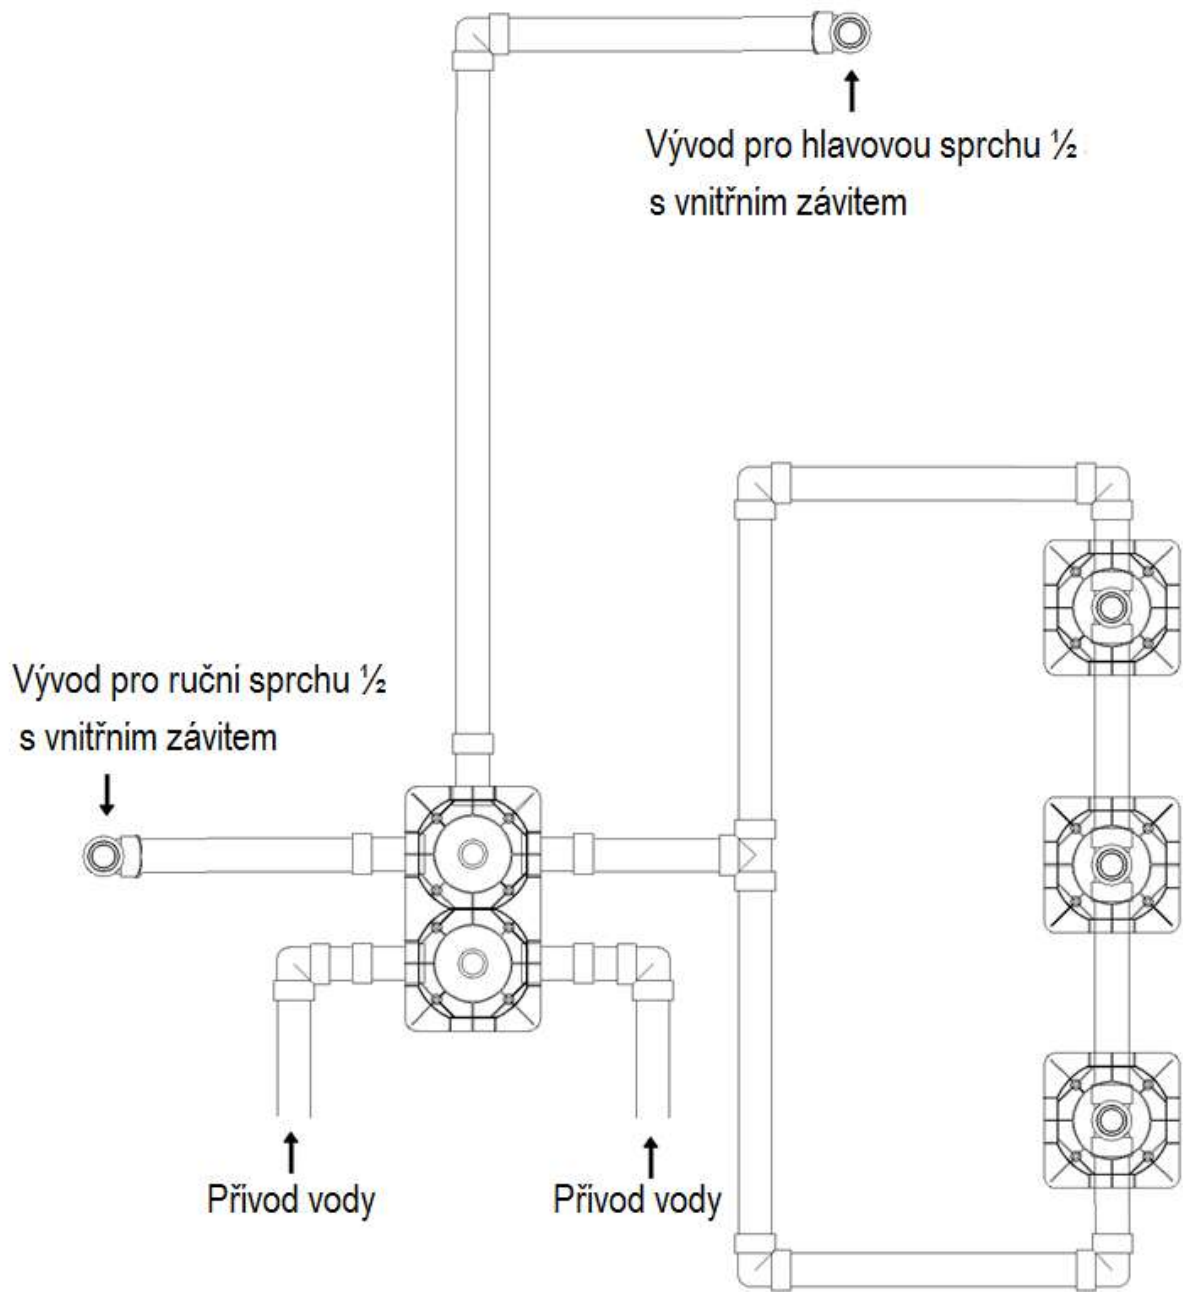 Vývod pro hlavovou sprchu ½
s vnitřním závitem
Vývod pro ruční sprchu ½
s vnitřním závitem
Přívod vody
Přívod vody